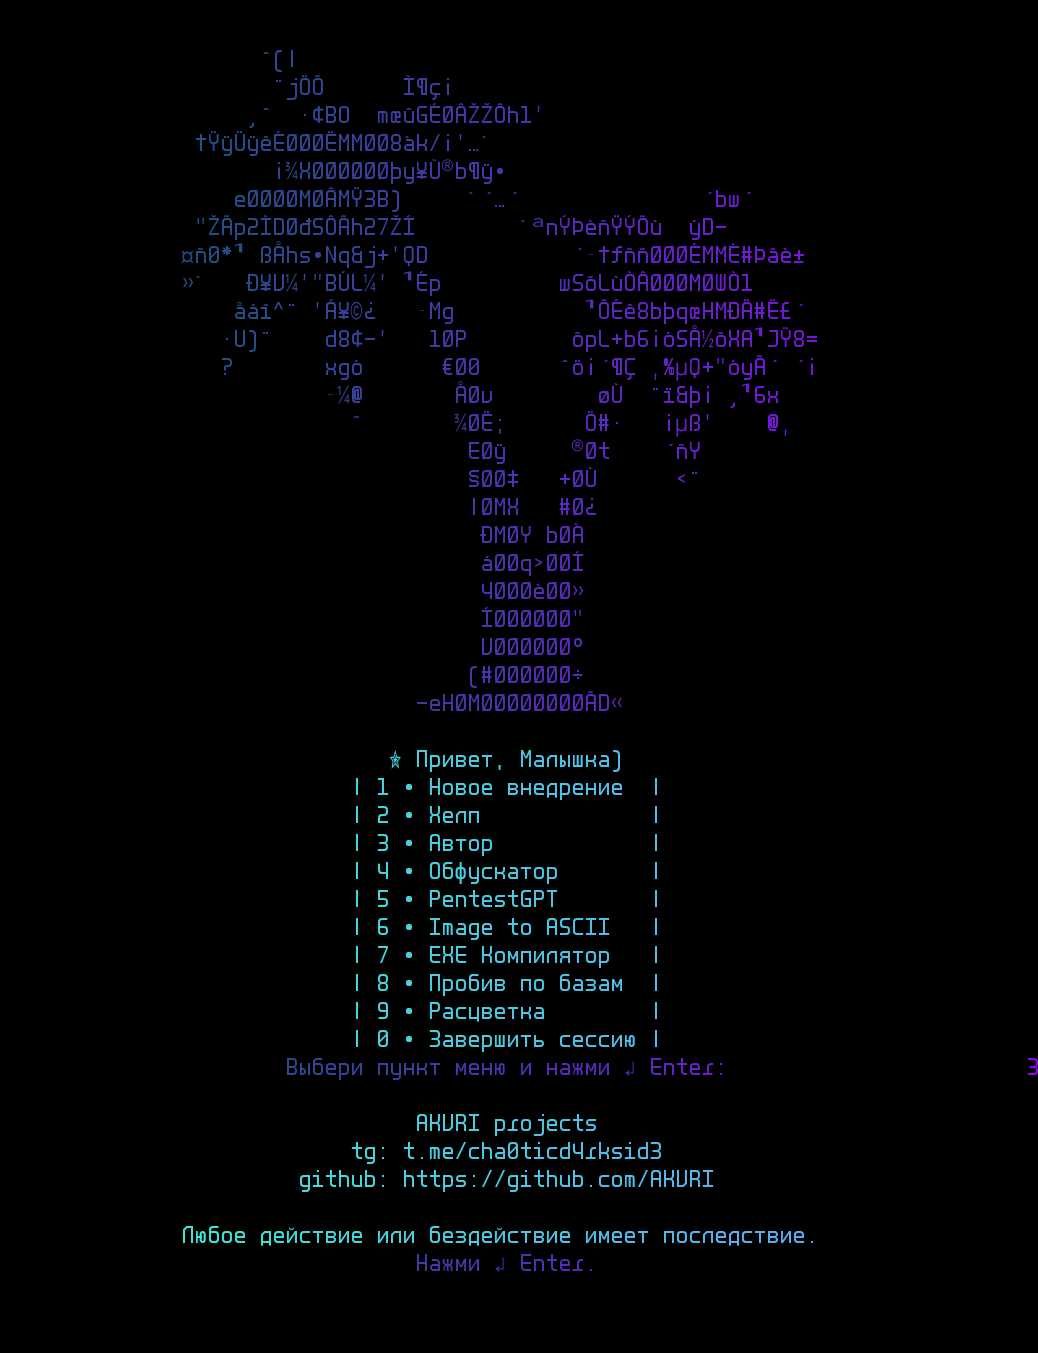 ☆ Привет, Малышка)
| 1 • Новое внедрение |
| 2 • Хелп |
| 3 • Автор |
| 4 • Обфускатор |
| 5 • PentestGPT |
| 6 • Image to ASCII |
| 7 • EXE Компилятор |
| 8 • Пробив по базам |
| 9 • Расцветка |
| 0 • Завершить сессию |
Выбери пункт меню и нажми ↲ Enter: 3
AKVRI projects
tg: t.me/cha0ticd4rksid3
github: https://github.com/AKVRI
Любое действие или бездействие имеет последствие.
Нажми ↲ Enter.